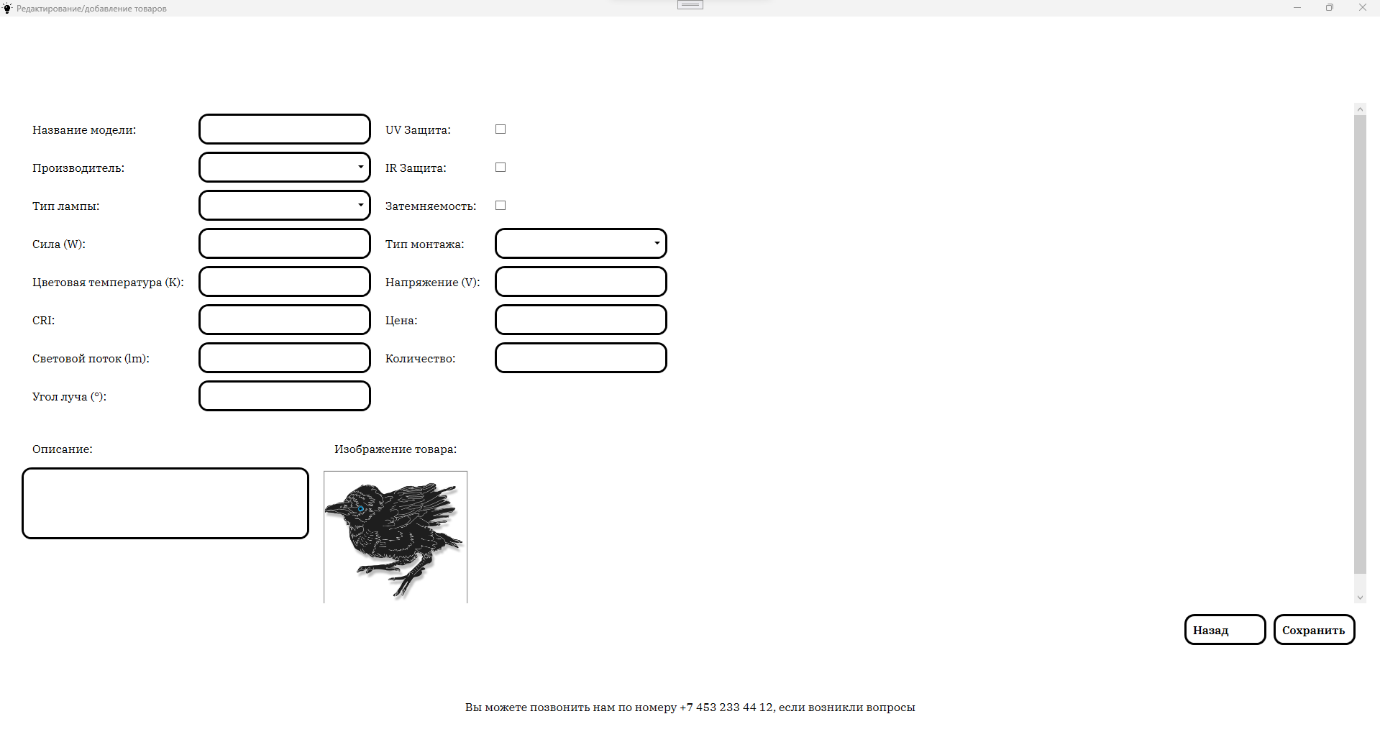 Редактирование/добавление товаров
Название модели:
UV Защита:
Производитель:
IR Защита:
Тип лампы:
Затемняемость:
Сила (W):
Тип монтажа:
Цветовая температура (K):
Напряжение (V):
CRI:
Цена:
Световой поток (lm):
Количество:
Угол луча (°):
Описание:
Изображение товара:
Назад
Сохранить
Вы можете позвонить нам по номеру +7 453 233 44 12, если возникли вопросы